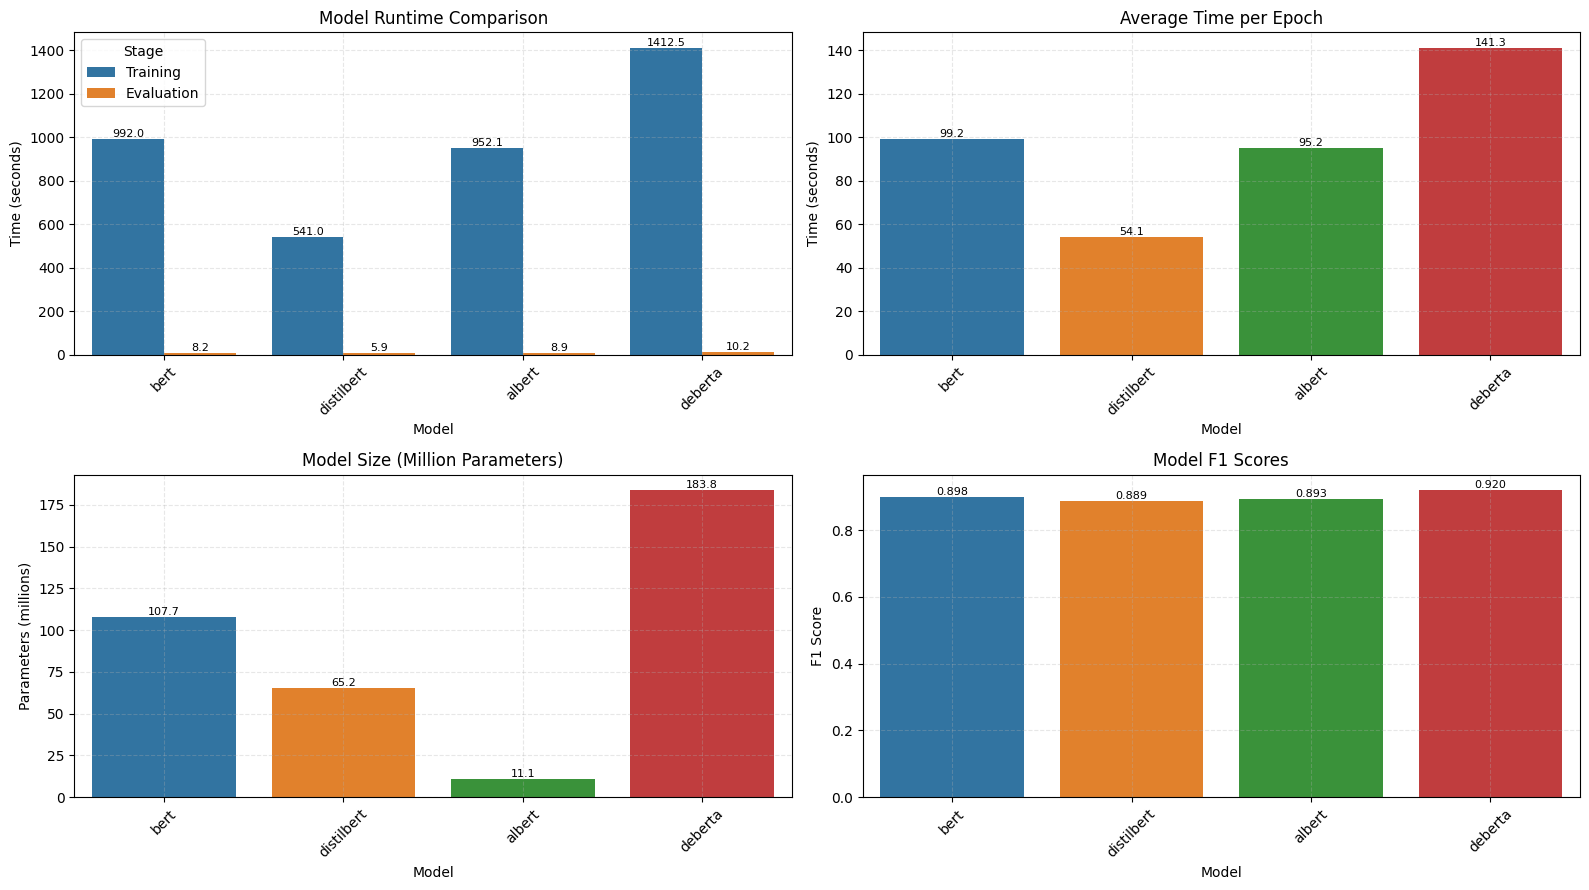 Model Runtime Comparison
Stage
Training
Evaluation
1400
1200
1000
800
600
400
200
0
Time (seconds)
992.0
8.2
541.0
5.9
952.1
8.9
1412.5
10.2
bert
distilbert
albert
deberta
Model
Average Time per Epoch
140
120
100
80
60
40
20
0
Time (seconds)
99.2
54.1
95.2
141.3
bert
distilbert
albert
deberta
Model
Model Size (Million Parameters)
175
150
125
100
75
50
25
0
Parameters (millions)
107.7
65.2
11.1
183.8
bert
distilbert
albert
deberta
Model
Model F1 Scores
0.8
0.6
0.4
0.2
0.0
F1 Score
0.898
0.889
0.893
0.920
bert
distilbert
albert
deberta
Model